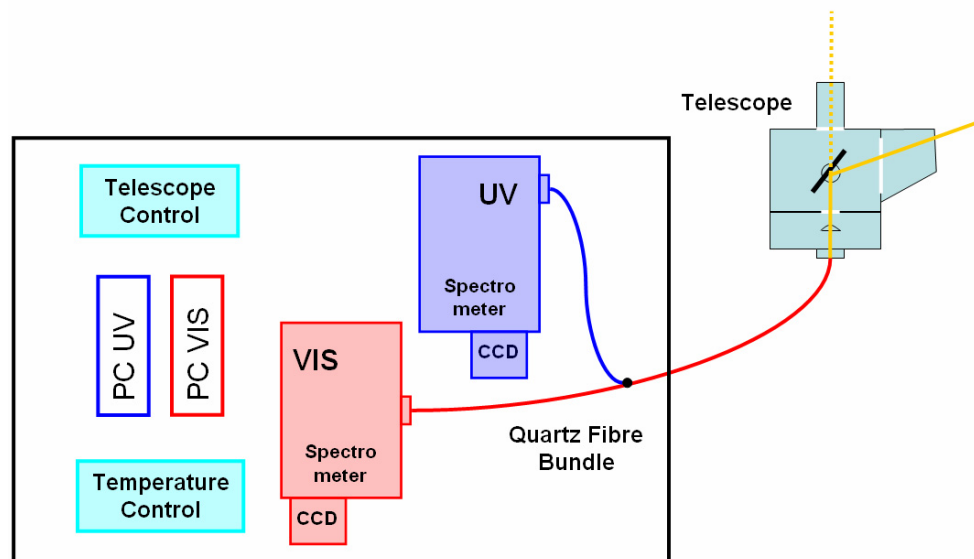 Telescope
Telescope
Control
UV
Spectro
meter
CCD
PC UV
PC VIS
VIS
Spectro
meter
CCD
Quartz Fibre
Bundle
Temperature
Control